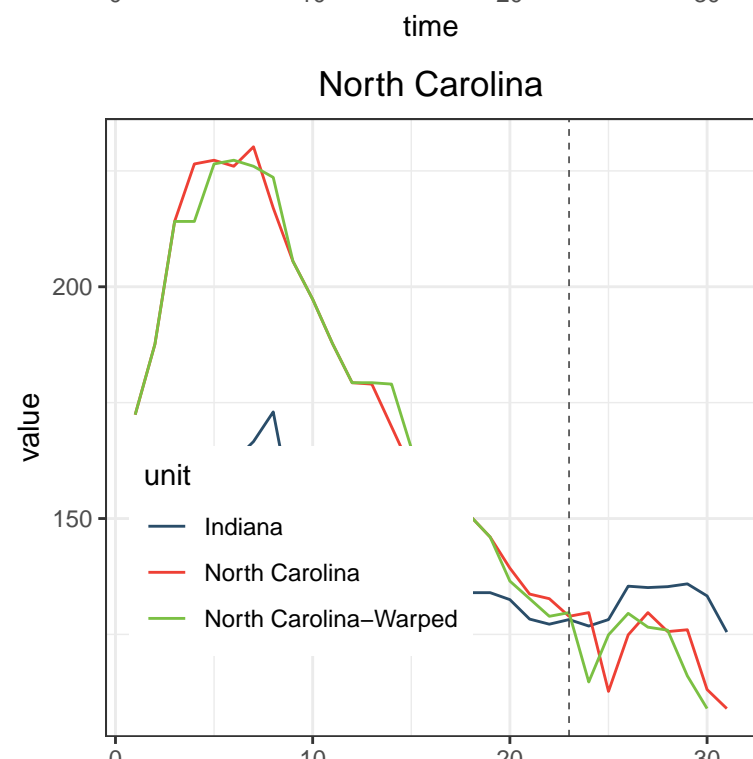 time
North Carolina
200
150
value
unit
Indiana
North Carolina
North Carolina–Warped
0 10 20 30